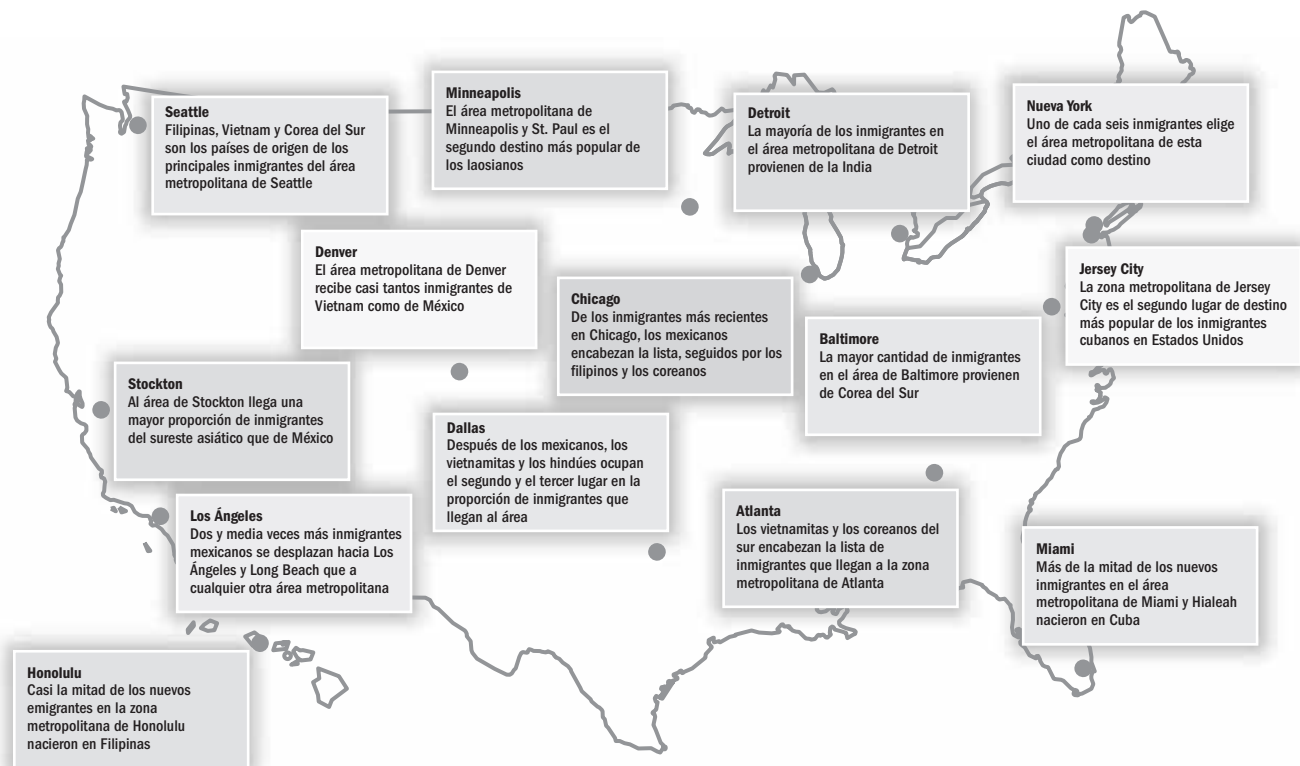 Seattle
Filipinas, Vietnam y Corea del Sur
son los países de origen de los
principales inmigrantes del área
metropolitana de Seattle
Minneapolis
El área metropolitana de
Minneapolis y St. Paul es el
segundo destino más popular de
los laosianos
Detroit
La mayoría de los inmigrantes en
el área metropolitana de Detroit
provienen de la India
Nueva York
Uno de cada seis inmigrantes elige
el área metropolitana de esta
ciudad como destino
Denver
El área metropolitana de Denver
recibe casi tantos inmigrantes de
Vietnam como de México
Chicago
De los inmigrantes más recientes
en Chicago, los mexicanos
encabezan la lista, seguidos por los
filipinos y los coreanos
Baltimore
La mayor cantidad de inmigrantes
en el área de Baltimore provienen
de Corea del Sur
Jersey City
La zona metropolitana de Jersey
City es el segundo lugar de destino
más popular de los inmigrantes
cubanos en Estados Unidos
Stockton
Al área de Stockton llega una
mayor proporción de inmigrantes
del sureste asiático que de México
Dallas
Después de los mexicanos, los
vietnamitas y los hindúes ocupan
el segundo y el tercer lugar en la
proporción de inmigrantes que
llegan al área
Los Ángeles
Dos y media veces más inmigrantes
mexicanos se desplazan hacia Los
Ángeles y Long Beach que a
cualquier otra área metropolitana
Atlanta
Los vietnamitas y los coreanos del
sur encabezan la lista de
inmigrantes que llegan a la zona
metropolitana de Atlanta
Miami
Más de la mitad de los nuevos
inmigrantes en el área
metropolitana de Miami y Hialeah
nacieron en Cuba
Honolulu
Casi la mitad de los nuevos
emigrantes en la zona
metropolitana de Honolulu
nacieron en Filipinas